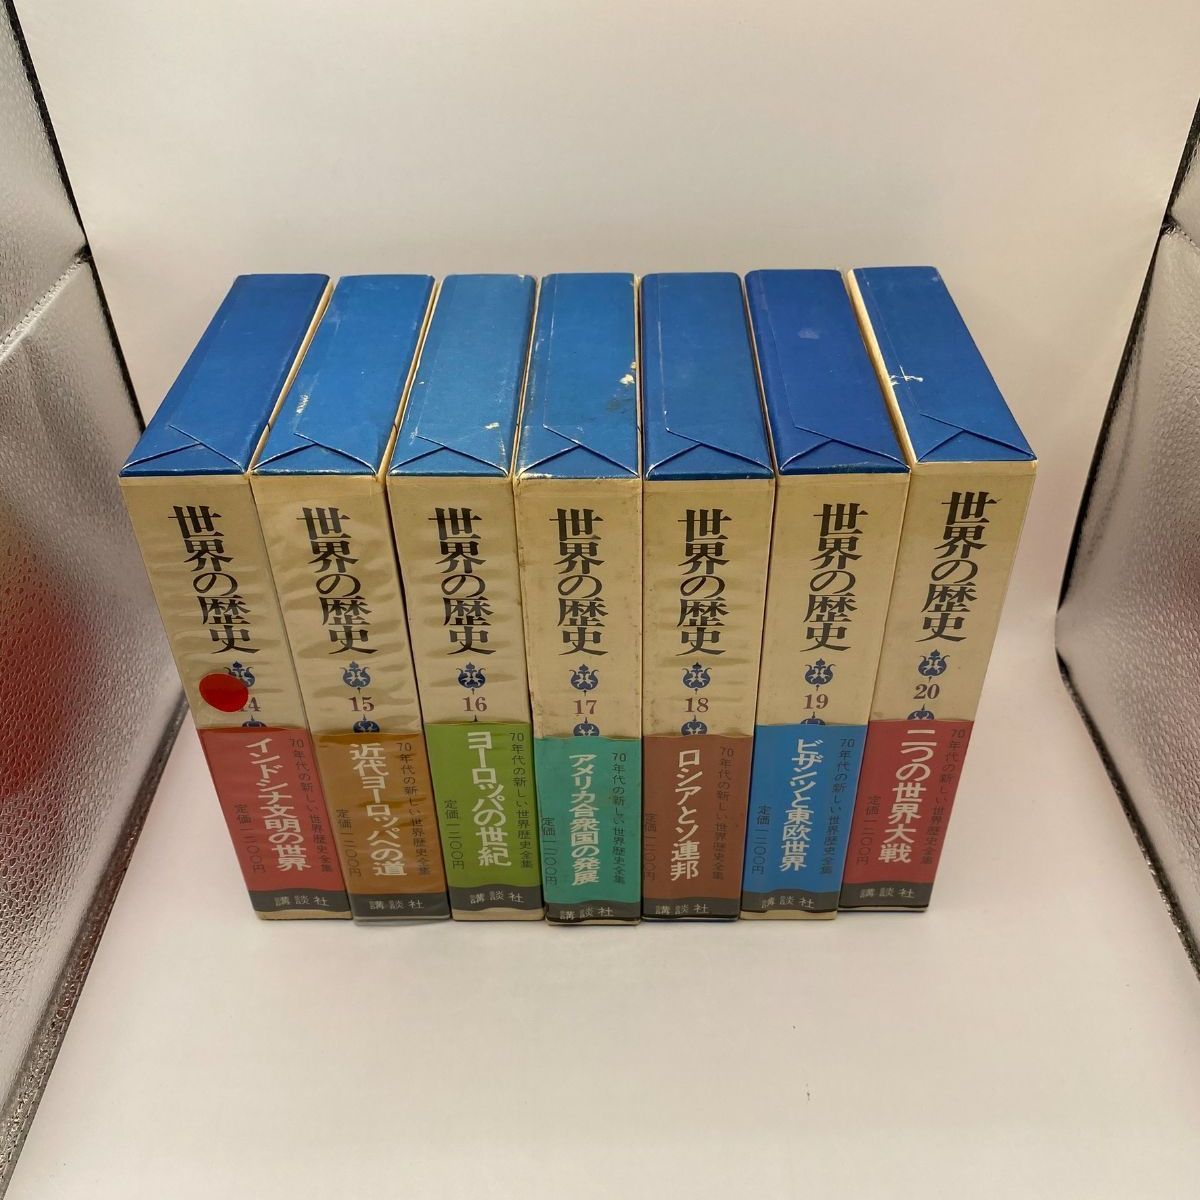 世界の歴史
14
70年代の新しい世界歴史全集
インドシナ文明の世界
定価一二〇〇円
講談社
世界の歴史
15
70年代の新しい世界歴史全集
近代ヨーロッパへの道
定価一二〇〇円
講談社
世界の歴史
16
70年代の新しい世界歴史全集
ヨーロッパの世紀
定価一二〇〇円
講談社
世界の歴史
17
70年代の新しい世界歴史全集
アメリカ合衆国の発展
定価一二〇〇円
講談社
世界の歴史
18
70年代の新しい世界歴史全集
ロシアとソ連邦
定価一二〇〇円
講談社
世界の歴史
19
70年代の新しい世界歴史全集
ビザンツと東欧世界
定価一二〇〇円
講談社
世界の歴史
20
70年代の新しい世界歴史全集
二つの世界大戦
定価一二〇〇円
講談社